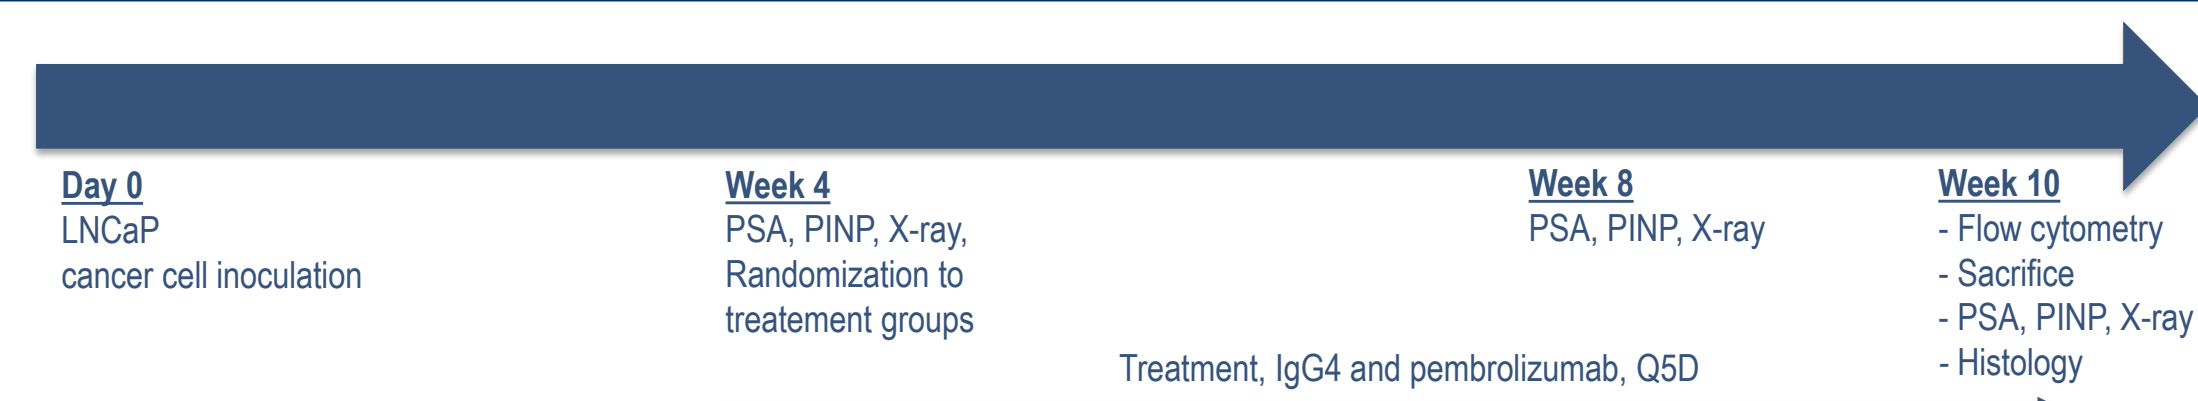 Day 0
LNCaP
cancer cell inoculation
Week 4
PSA, PINP, X-ray,
Randomization to
treatement groups
Week 8
PSA, PINP, X-ray
Week 10
- Flow cytometry
- Sacrifice
- PSA, PINP, X-ray
- Histology
Treatment, IgG4 and pembrolizumab, Q5D